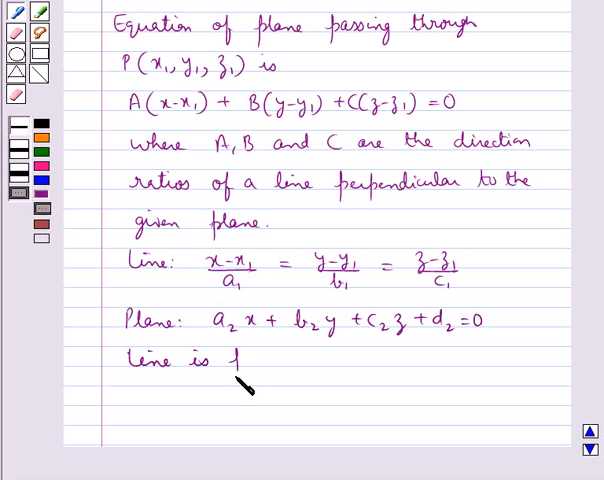 Equation of plane passing through
P(x₁, y₁, z₁) is
A(x-x₁) + B(y-y₁) + C(z-z₁) = 0
where A, B and C are the direction
ratios of a line perpendicular to the
given plane.
Line: (x-x₁)/a₁ = (y-y₁)/b₁ = (z-z₁)/c₁
Plane: a₂x + b₂y + c₂z + d₂ = 0
Line is